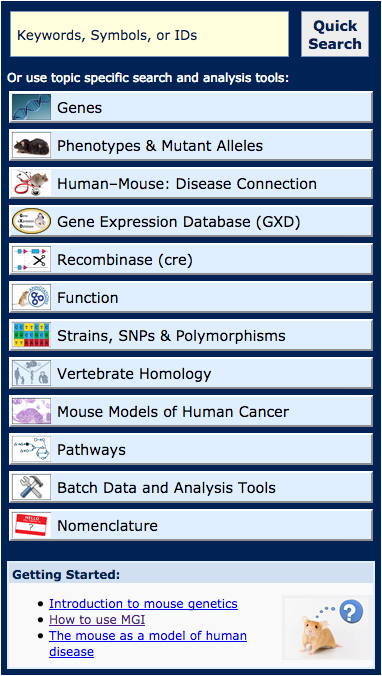 Keywords, Symbols, or IDs
Quick
Search
Or use topic specific search and analysis tools:
Genes
Phenotypes & Mutant Alleles
Human–Mouse: Disease Connection
Gene Expression Database (GXD)
Recombinase (cre)
Function
Strains, SNPs & Polymorphisms
Vertebrate Homology
Mouse Models of Human Cancer
Pathways
Batch Data and Analysis Tools
HELLO
?
Nomenclature
Getting Started:
• Introduction to mouse genetics
• How to use MGI
• The mouse as a model of human
disease
?